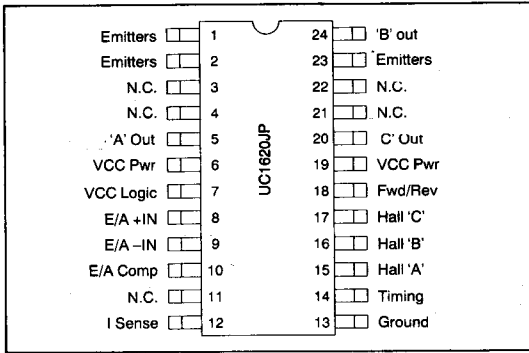 Emitters 1 24 'B' out
Emitters 2 23 Emitters
N.C. 3 22 N.C.
N.C. 4 21 N.C.
'A' Out 5 20 C' Out
VCC Pwr 6 19 VCC Pwr
VCC Logic 7 18 Fwd/Rev
E/A +IN 8 17 Hall 'C'
E/A –IN 9 16 Hall 'B'
E/A Comp 10 15 Hall 'A'
N.C. 11 14 Timing
I Sense 12 13 Ground
UC1620JP